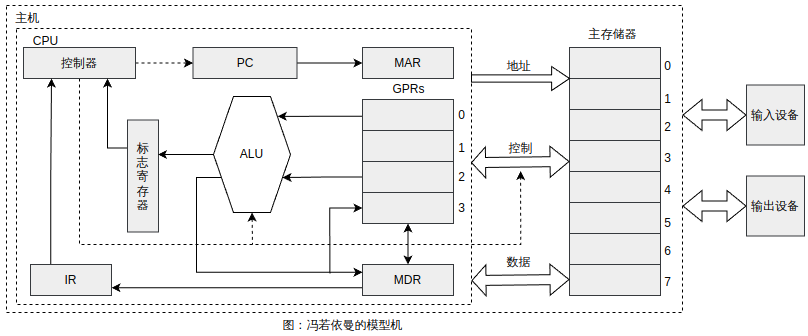 主机
CPU
控制器
PC
MAR
GPRs
0
1
2
3
ALU
标志寄存器
IR
MDR
地址
控制
数据
主存储器
0
1
2
3
4
5
6
7
输入设备
输出设备
图：冯若依曼的模型机